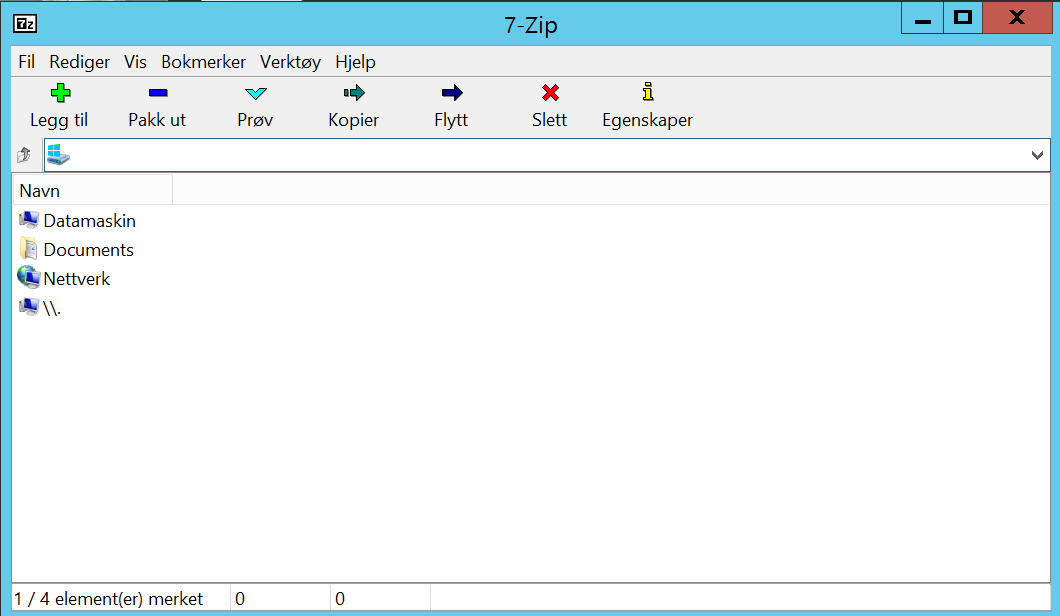 7z
7-Zip
Fil Rediger Vis Bokmerker Verktøy Hjelp
Legg til Pakk ut Prøv Kopier Flytt Slett Egenskaper
Navn
Datamaskin
Documents
Nettverk
\\.
1 / 4 element(er) merket 0 0